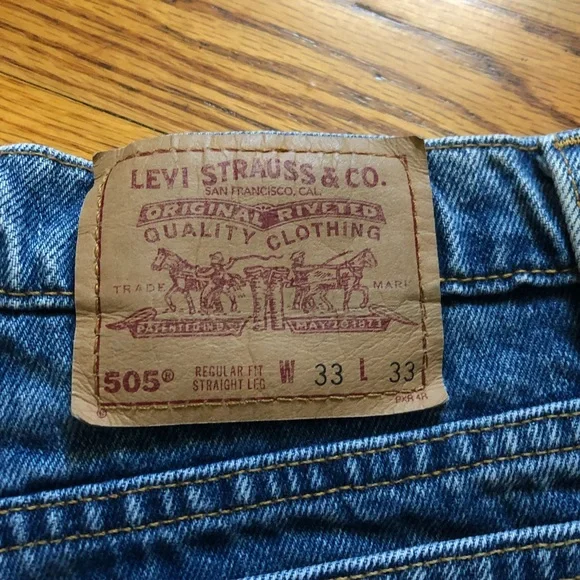 LEVI STRAUSS & CO.
SAN FRANCISCO, CAL.
ORIGINAL RIVETED
QUALITY CLOTHING
TRADE MARK
PATENTED IN U.S. MAY 20 1873
505® REGULAR FIT W 33 L 33
STRAIGHT LEG
®